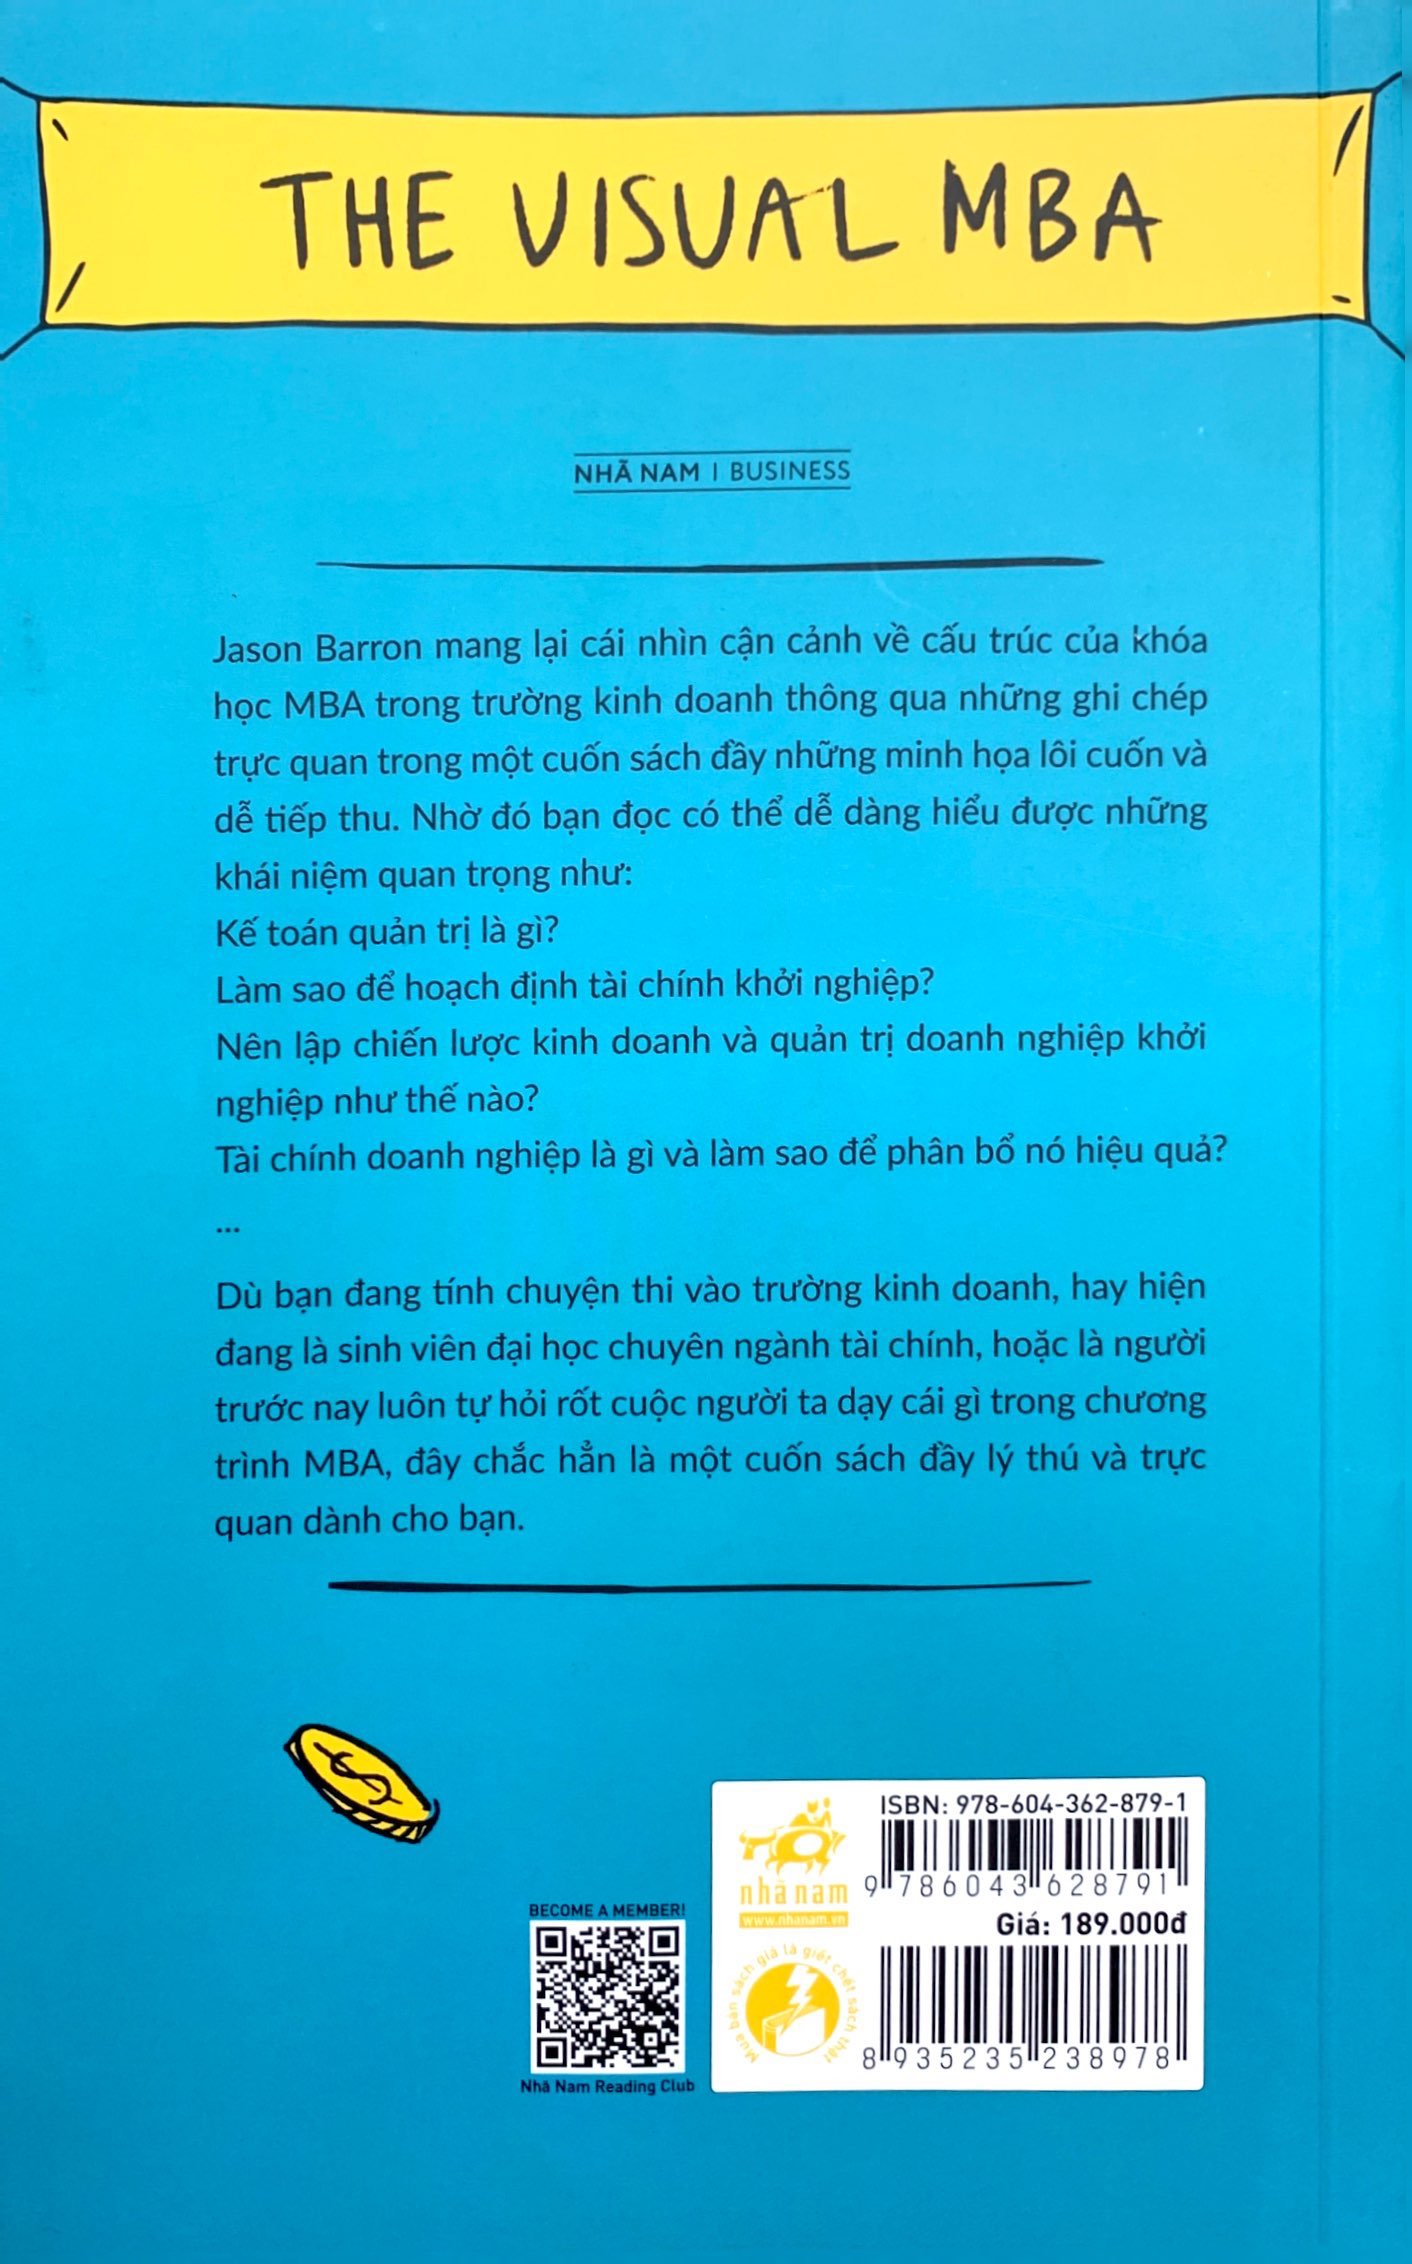 THE VISUAL MBA
NHÃ NAM | BUSINESS
Jason Barron mang lại cái nhìn cận cảnh về cấu trúc của khóa
học MBA trong trường kinh doanh thông qua những ghi chép
trực quan trong một cuốn sách đầy những minh họa lôi cuốn và
dễ tiếp thu. Nhờ đó bạn đọc có thể dễ dàng hiểu được những
khái niệm quan trọng như:
Kế toán quản trị là gì?
Làm sao để hoạch định tài chính khởi nghiệp?
Nên lập chiến lược kinh doanh và quản trị doanh nghiệp khởi
nghiệp như thế nào?
Tài chính doanh nghiệp là gì và làm sao để phân bổ nó hiệu quả?
...
Dù bạn đang tính chuyện thi vào trường kinh doanh, hay hiện
đang là sinh viên đại học chuyên ngành tài chính, hoặc là người
trước nay luôn tự hỏi rốt cuộc người ta dạy cái gì trong chương
trình MBA, đây chắc hẳn là một cuốn sách đầy lý thú và trực
quan dành cho bạn.
$
BECOME A MEMBER!
Nhã Nam Reading Club
nhã nam
www.nhanam.vn
Mua bán sách giả là giết chết sách thật
ISBN: 978-604-362-879-1
9 786043 628791
Giá: 189.000đ
8 935235 238978